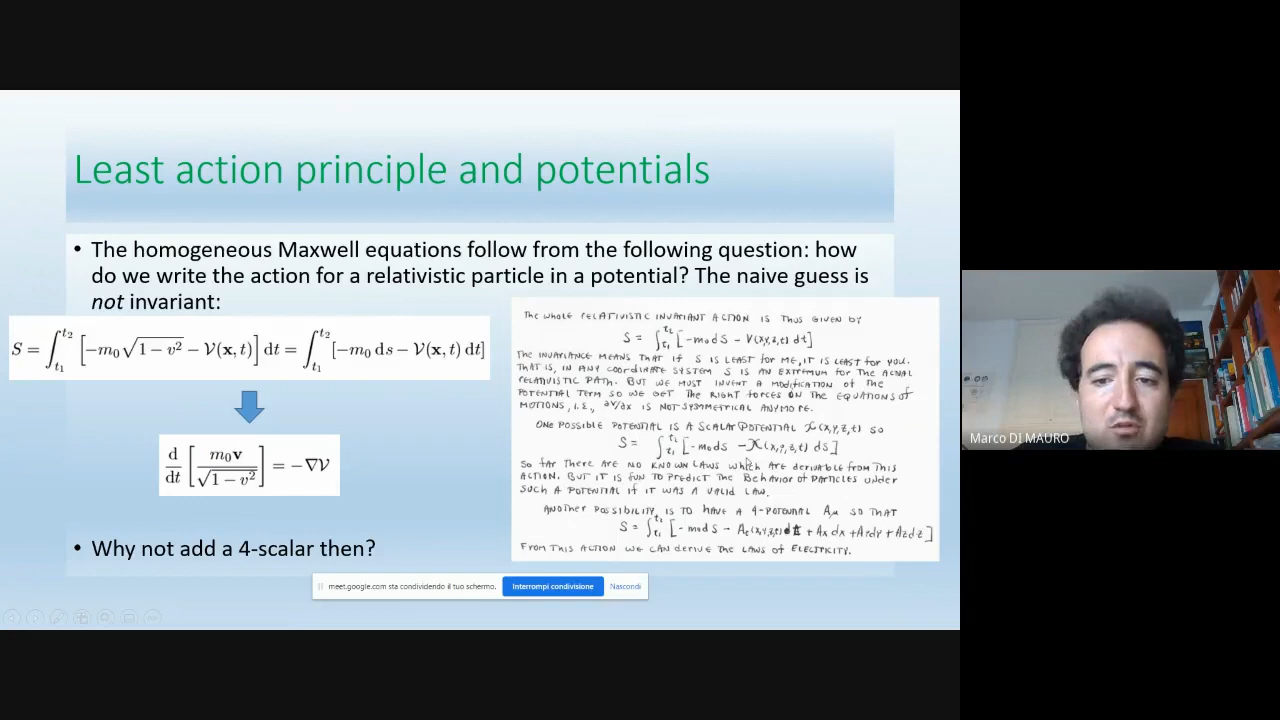 Least action principle and potentials
• The homogeneous Maxwell equations follow from the following question: how
do we write the action for a relativistic particle in a potential? The naive guess is
not invariant:
S = ∫_{t₁}^{t₂} [−m₀√(1 − v²) − 𝒱(x, t)] dt = ∫_{t₁}^{t₂} [−m₀ ds − 𝒱(x, t) dt]
d/dt [m₀v / √(1 − v²)] = −∇𝒱
• Why not add a 4-scalar then?
THE WHOLE RELATIVISTIC INVARIANT ACTION IS THUS GIVEN BY
S = ∫_{t₁}^{t₂} [−m₀ds − V(x,y,z,t) dt]
THE INVARIANCE MEANS THAT IF S IS LEAST FOR ME, IT IS LEAST FOR YOU.
THAT IS, IN ANY COORDINATE SYSTEM S IS AN EXTREMUM FOR THE ACTUAL
RELATIVISTIC PATH. BUT WE MUST INVENT A MODIFICATION OF THE
POTENTIAL TERM SO WE GET THE RIGHT FORCES ON THE EQUATIONS OF
MOTIONS, I.E., ∂V/∂x IS NOT SYMMETRICAL ANYMORE.
ONE POSSIBLE POTENTIAL IS A SCALAR POTENTIAL 𝒳(x,y,z,t) SO
S = ∫_{t₁}^{t₂} [−m₀ds − 𝒳(x,y,z,t) ds]
SO FAR THERE ARE NO KNOWN LAWS WHICH ARE DERIVABLE FROM THIS
ACTION. BUT IT IS FUN TO PREDICT THE BEHAVIOR OF PARTICLES UNDER
SUCH A POTENTIAL IF IT WAS A VALID LAW.
ANOTHER POSSIBILITY IS TO HAVE A 4-POTENTIAL Aμ SO THAT
S = ∫_{t₁}^{t₂} [−m₀ds − A_t(x,y,z,t) dt + Ax dx + Ay dy + Az dz]
FROM THIS ACTION WE CAN DERIVE THE LAWS OF ELECTRICITY.
meet.google.com sta condividendo il tuo schermo.
Interrompi condivisione
Nascondi
Marco DI MAURO